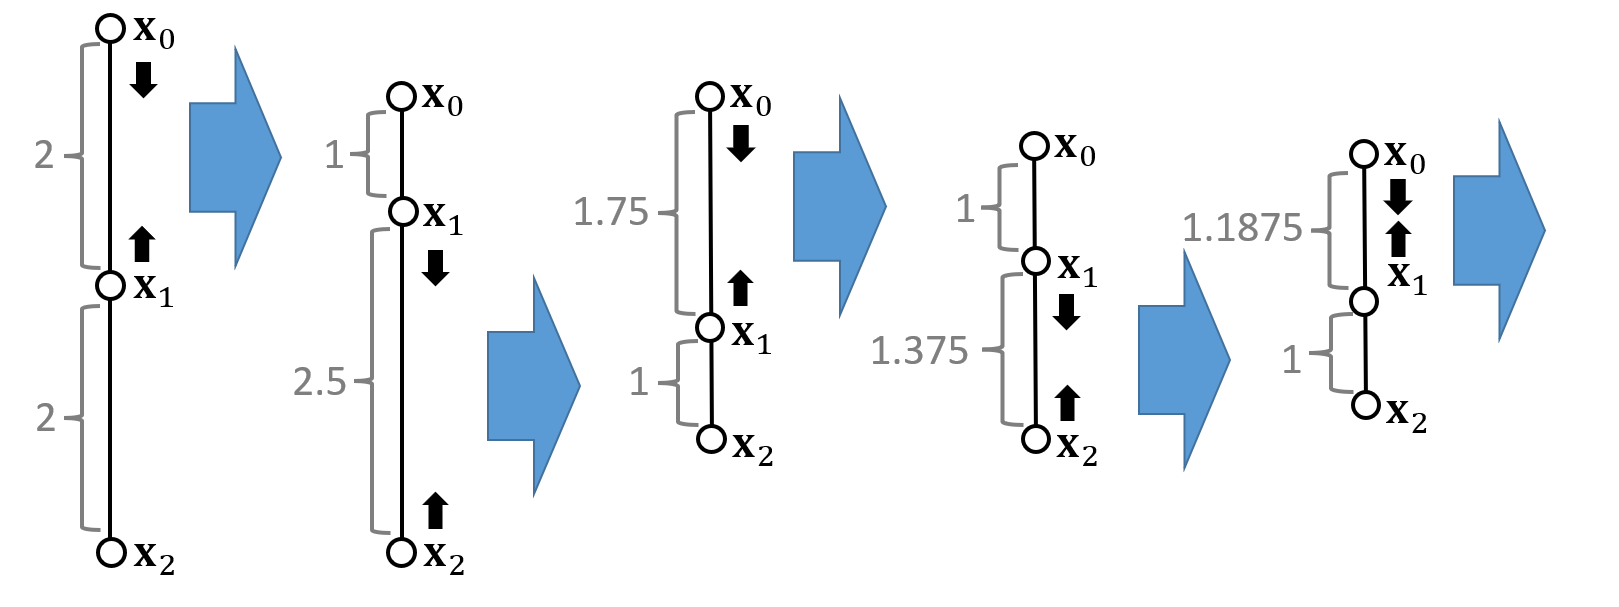 x₀
2
x₁
2
x₂
x₀
1
x₁
2.5
x₂
x₀
1.75
x₁
1
x₂
x₀
1
x₁
1.375
x₂
x₀
1.1875
x₁
1
x₂